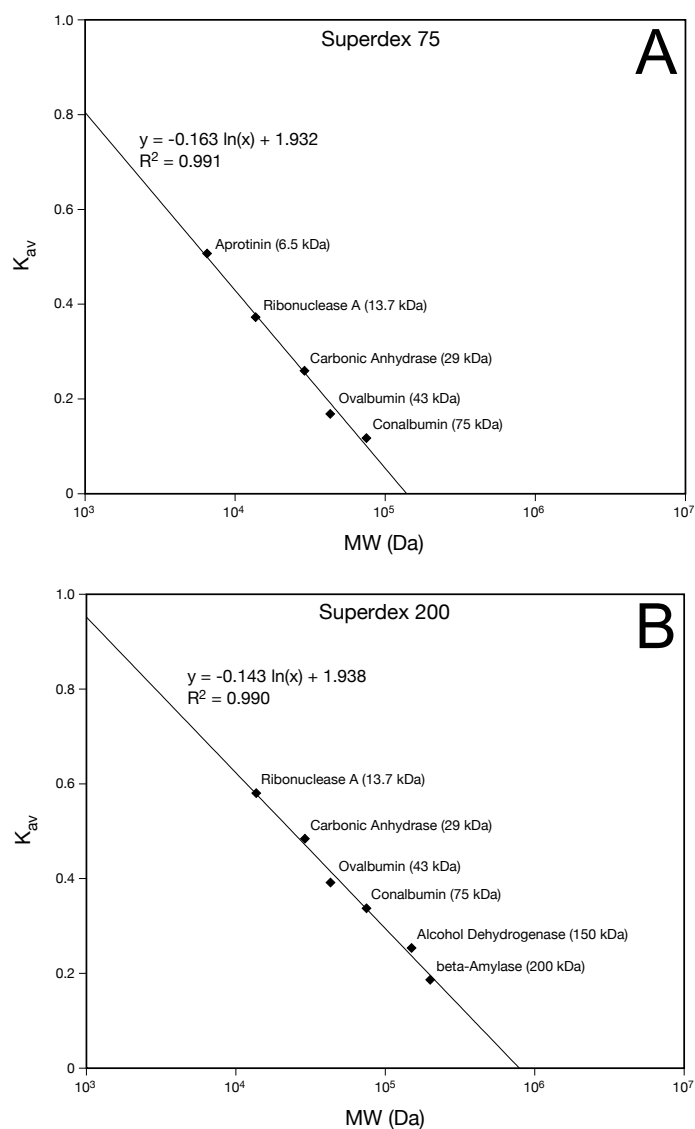 Superdex 75
A
1.0
0.8
0.6
0.4
0.2
0
K_av
y = -0.163 ln(x) + 1.932
R² = 0.991
Aprotinin (6.5 kDa)
Ribonuclease A (13.7 kDa)
Carbonic Anhydrase (29 kDa)
Ovalbumin (43 kDa)
Conalbumin (75 kDa)
10³ 10⁴ 10⁵ 10⁶ 10⁷
MW (Da)
Superdex 200
B
1.0
0.8
0.6
0.4
0.2
0
K_av
y = -0.143 ln(x) + 1.938
R² = 0.990
Ribonuclease A (13.7 kDa)
Carbonic Anhydrase (29 kDa)
Ovalbumin (43 kDa)
Conalbumin (75 kDa)
Alcohol Dehydrogenase (150 kDa)
beta-Amylase (200 kDa)
10³ 10⁴ 10⁵ 10⁶ 10⁷
MW (Da)